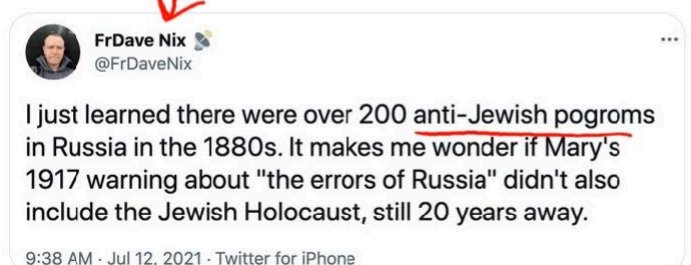 FrDave Nix
@FrDaveNix
I just learned there were over 200 anti-Jewish pogroms
in Russia in the 1880s. It makes me wonder if Mary's
1917 warning about "the errors of Russia" didn't also
include the Jewish Holocaust, still 20 years away.
9:38 AM · Jul 12, 2021 · Twitter for iPhone